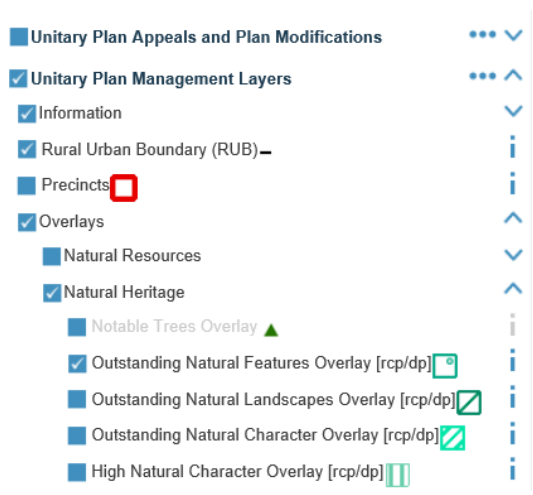 Unitary Plan Appeals and Plan Modifications
Unitary Plan Management Layers
Information
Rural Urban Boundary (RUB)
Precincts
Overlays
Natural Resources
Natural Heritage
Notable Trees Overlay
Outstanding Natural Features Overlay [rcp/dp]
Outstanding Natural Landscapes Overlay [rcp/dp]
Outstanding Natural Character Overlay [rcp/dp]
High Natural Character Overlay [rcp/dp]